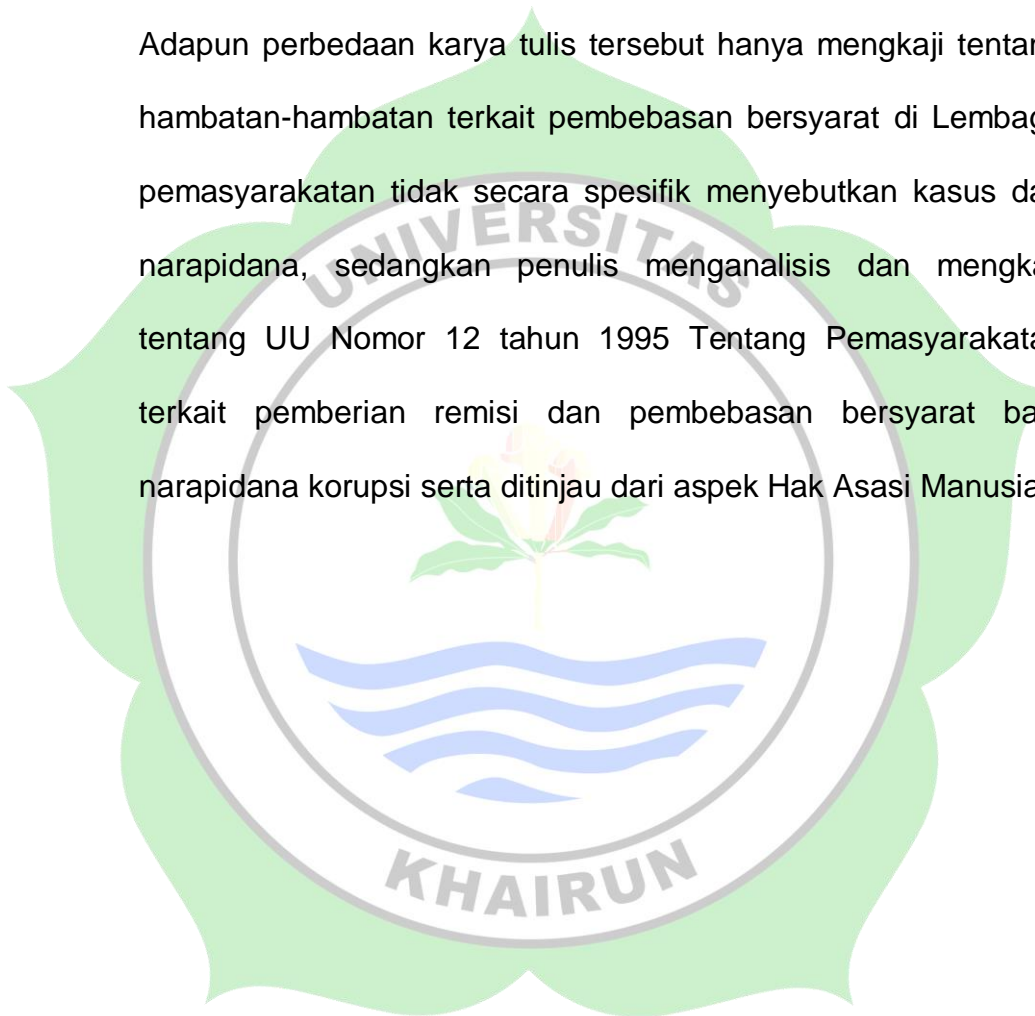 Adapun perbedaan karya tulis tersebut hanya mengkaji tentan
hambatan-hambatan terkait pembebasan bersyarat di Lembag
pemasyarakatan tidak secara spesifik menyebutkan kasus da
narapidana, sedangkan penulis menganalisis dan mengka
tentang UU Nomor 12 tahun 1995 Tentang Pemasyarakata
terkait pemberian remisi dan pembebasan bersyarat ba
narapidana korupsi serta ditinjau dari aspek Hak Asasi Manusia
UNIVERSITAS
KHAIRUN